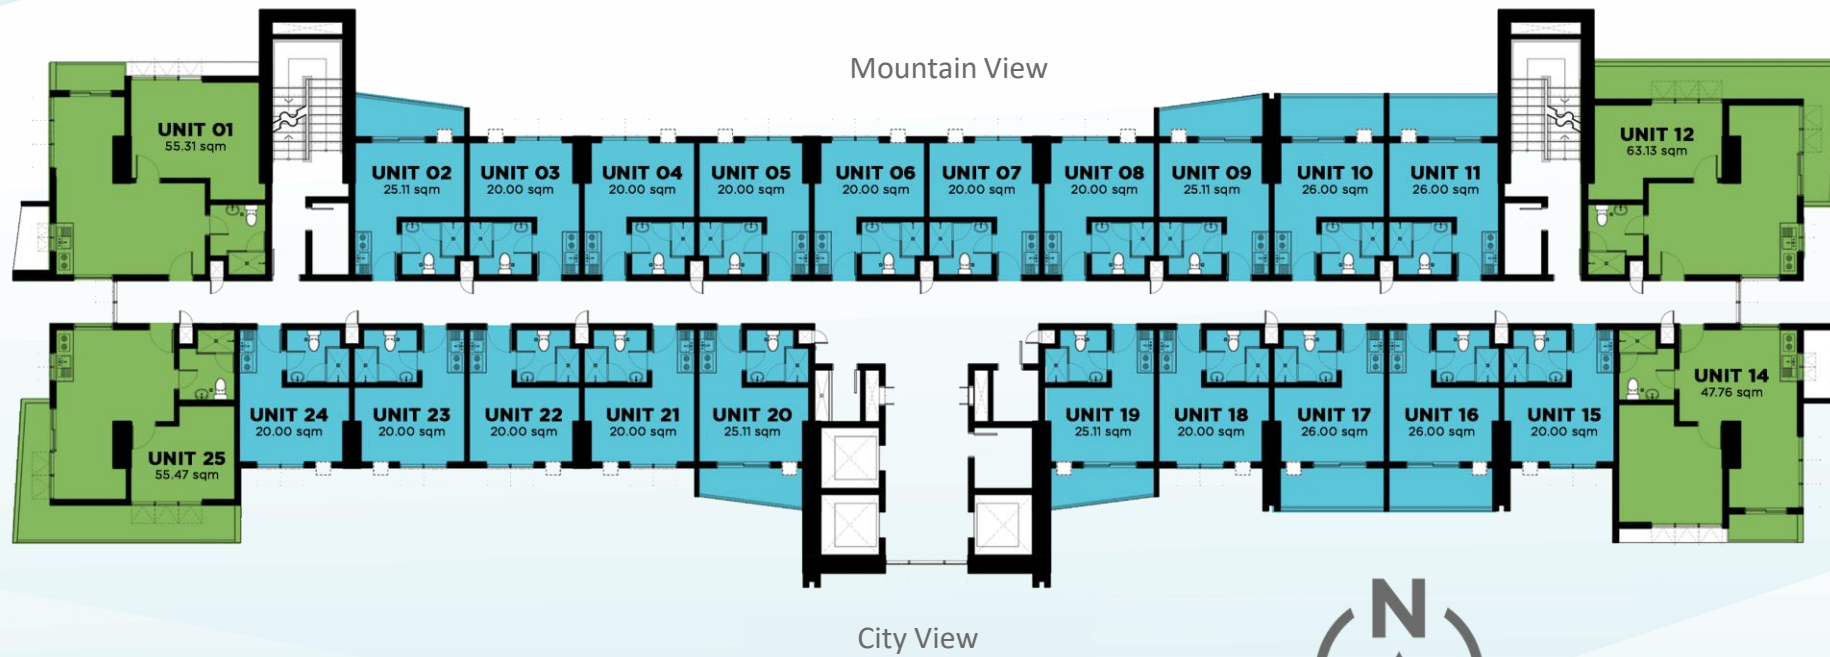 Mountain View
UNIT 01
55.31 sqm
UNIT 02
25.11 sqm
UNIT 03
20.00 sqm
UNIT 04
20.00 sqm
UNIT 05
20.00 sqm
UNIT 06
20.00 sqm
UNIT 07
20.00 sqm
UNIT 08
20.00 sqm
UNIT 09
25.11 sqm
UNIT 10
26.00 sqm
UNIT 11
26.00 sqm
UNIT 12
63.13 sqm
UNIT 25
55.47 sqm
UNIT 24
20.00 sqm
UNIT 23
20.00 sqm
UNIT 22
20.00 sqm
UNIT 21
20.00 sqm
UNIT 20
25.11 sqm
UNIT 19
25.11 sqm
UNIT 18
20.00 sqm
UNIT 17
26.00 sqm
UNIT 16
26.00 sqm
UNIT 15
20.00 sqm
UNIT 14
47.76 sqm
City View
N